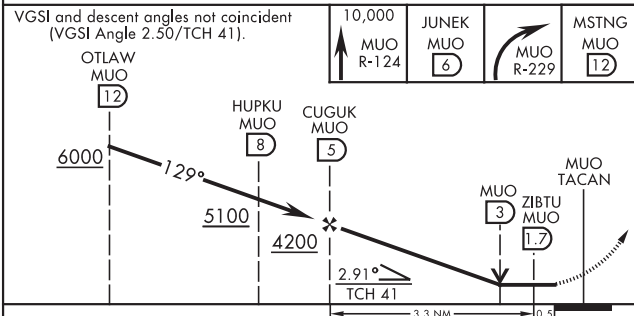 VGSI and descent angles not coincident
(VGSI Angle 2.50/TCH 41).
10,000
MUO
R-124
JUNEK
MUO
6
MUO
R-229
MSTNG
MUO
12
OTLAW
MUO
12
HUPKU
MUO
8
CUGUK
MUO
5
MUO
3
ZIBTU
MUO
1.7
MUO
TACAN
6000
129°
5100
4200
2.91°
TCH 41
3.3 NM
0.5